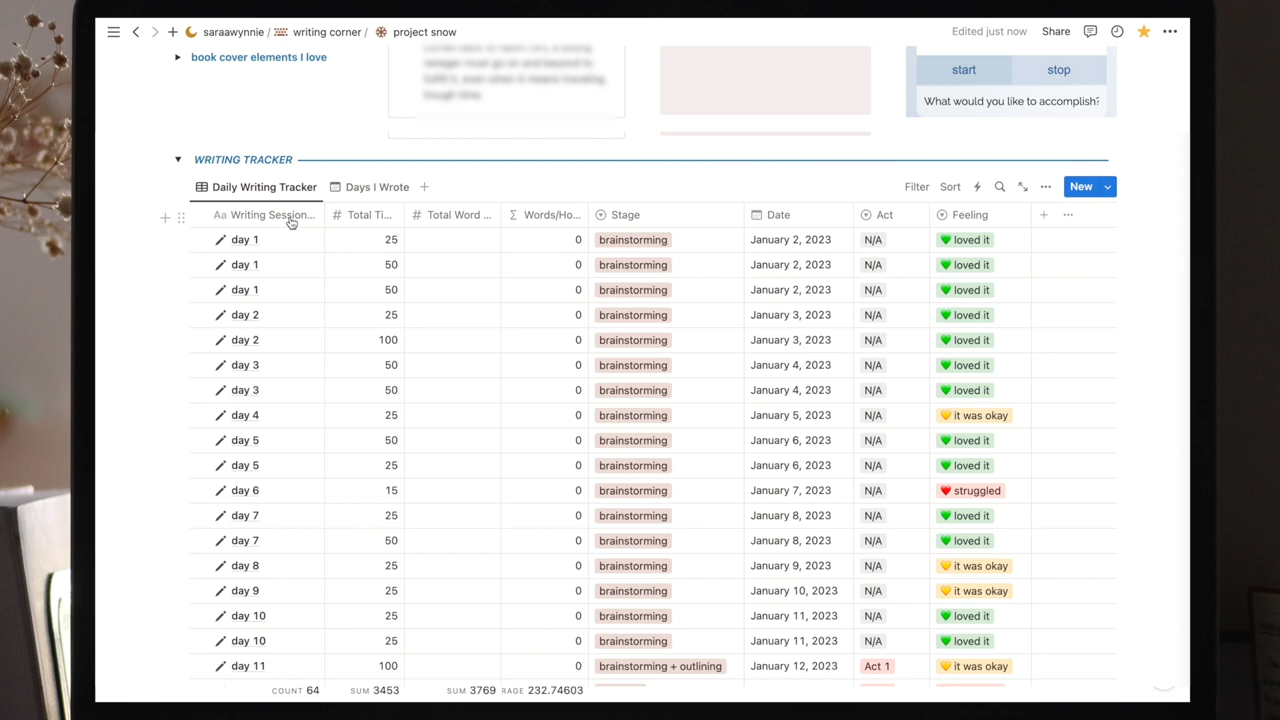 saraawynnie / writing corner / project snow Edited just now Share
book cover elements I love
start stop
What would you like to accomplish?
WRITING TRACKER
Daily Writing Tracker Days I Wrote Filter Sort New
Aa Writing Session... # Total Ti... # Total Word ... Σ Words/Ho... Stage Date Act Feeling
day 1 25 0 brainstorming January 2, 2023 N/A loved it
day 1 50 0 brainstorming January 2, 2023 N/A loved it
day 1 50 0 brainstorming January 2, 2023 N/A loved it
day 2 25 0 brainstorming January 3, 2023 N/A loved it
day 2 100 0 brainstorming January 3, 2023 N/A loved it
day 3 50 0 brainstorming January 4, 2023 N/A loved it
day 3 50 0 brainstorming January 4, 2023 N/A loved it
day 4 25 0 brainstorming January 5, 2023 N/A it was okay
day 5 50 0 brainstorming January 6, 2023 N/A loved it
day 5 25 0 brainstorming January 6, 2023 N/A loved it
day 6 15 0 brainstorming January 7, 2023 N/A struggled
day 7 25 0 brainstorming January 8, 2023 N/A loved it
day 7 50 0 brainstorming January 8, 2023 N/A loved it
day 8 25 0 brainstorming January 9, 2023 N/A it was okay
day 9 25 0 brainstorming January 10, 2023 N/A it was okay
day 10 25 0 brainstorming January 11, 2023 N/A loved it
day 10 25 0 brainstorming January 11, 2023 N/A loved it
day 11 100 0 brainstorming + outlining January 12, 2023 Act 1 it was okay
COUNT 64 SUM 3453 SUM 3769 RAGE 232.74603